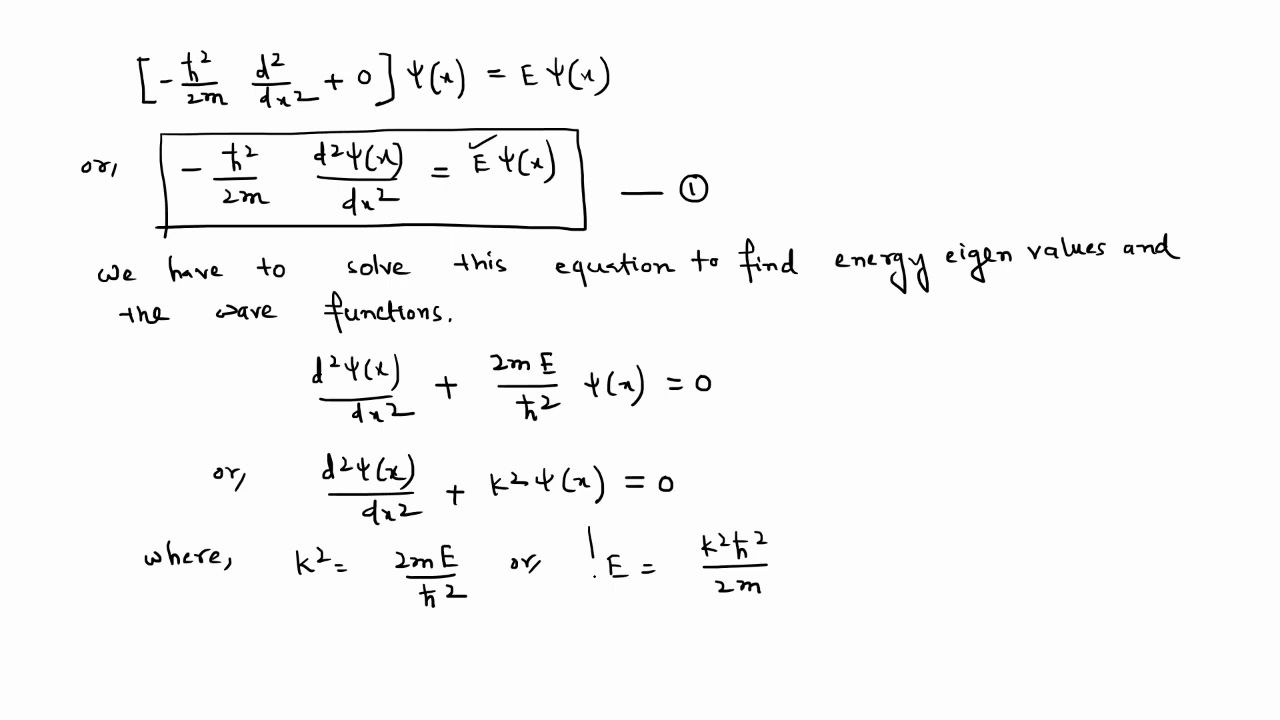 [-ħ²/2m d²/dx² + 0] Ψ(x) = E Ψ(x)
or, -ħ²/2m d²Ψ(x)/dx² = E Ψ(x) — ①
we have to solve this equation to find energy eigen values and
the wave functions.
d²Ψ(x)/dx² + 2mE/ħ² Ψ(x) = 0
or, d²Ψ(x)/dx² + k² Ψ(x) = 0
where, k² = 2mE/ħ² or, E = k²ħ²/2m